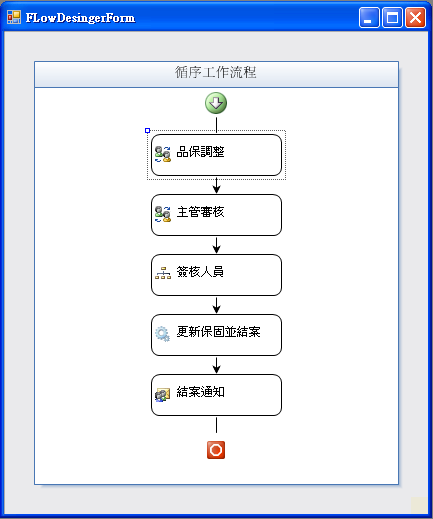 FLowDesingerForm
循序工作流程
品保調整
主管審核
簽核人員
更新保固並結案
結案通知